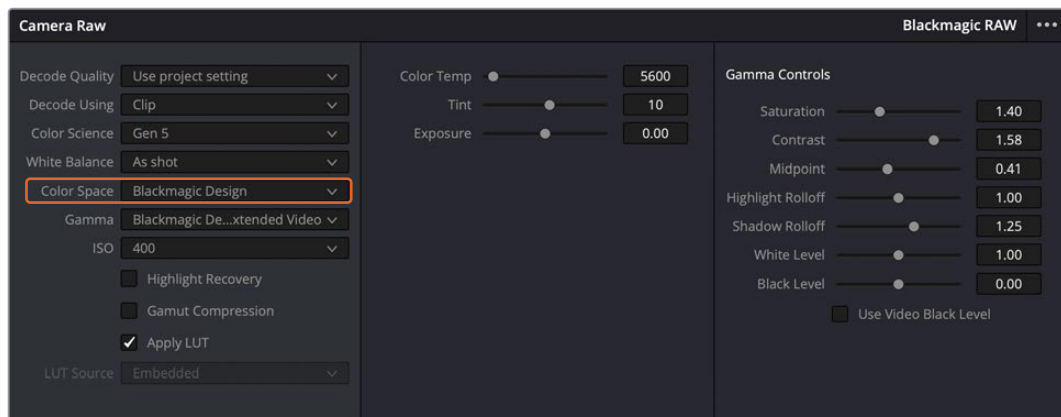 Camera Raw
Blackmagic RAW
Decode Quality Use project setting
Decode Using Clip
Color Science Gen 5
White Balance As shot
Color Space Blackmagic Design
Gamma Blackmagic De...xtended Video
ISO 400
Highlight Recovery
Gamut Compression
Apply LUT
LUT Source Embedded
Color Temp 5600
Tint 10
Exposure 0.00
Gamma Controls
Saturation 1.40
Contrast 1.58
Midpoint 0.41
Highlight Rolloff 1.00
Shadow Rolloff 1.25
White Level 1.00
Black Level 0.00
Use Video Black Level